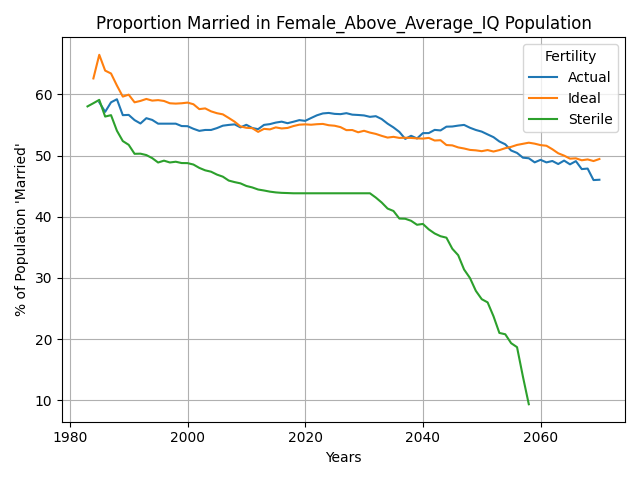 Proportion Married in Female_Above_Average_IQ Population
Fertility
Actual
Ideal
Sterile
% of Population 'Married'
60
50
40
30
20
10
1980
2000
2020
2040
2060
Years